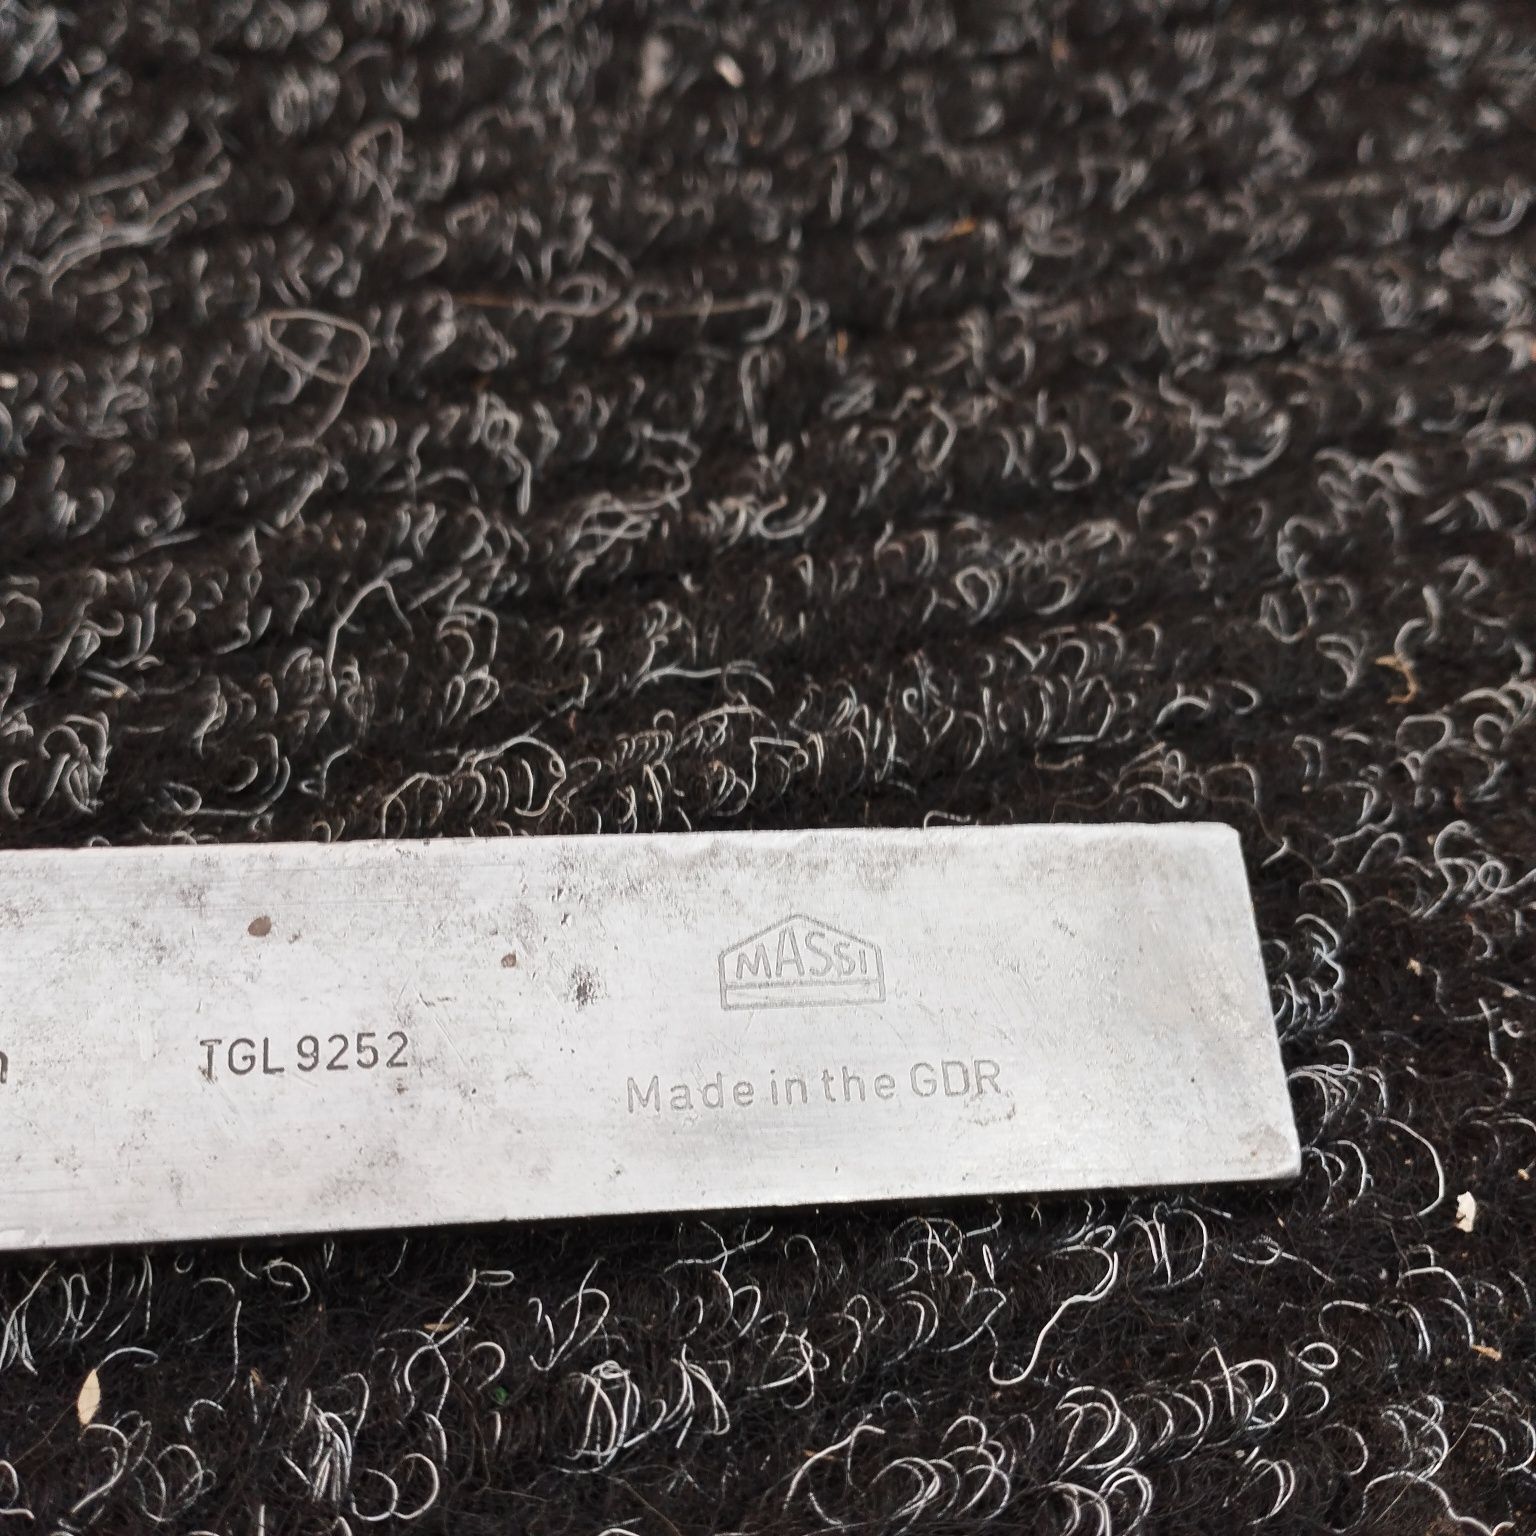 MASSI
TGL 9252
Made in the GDR